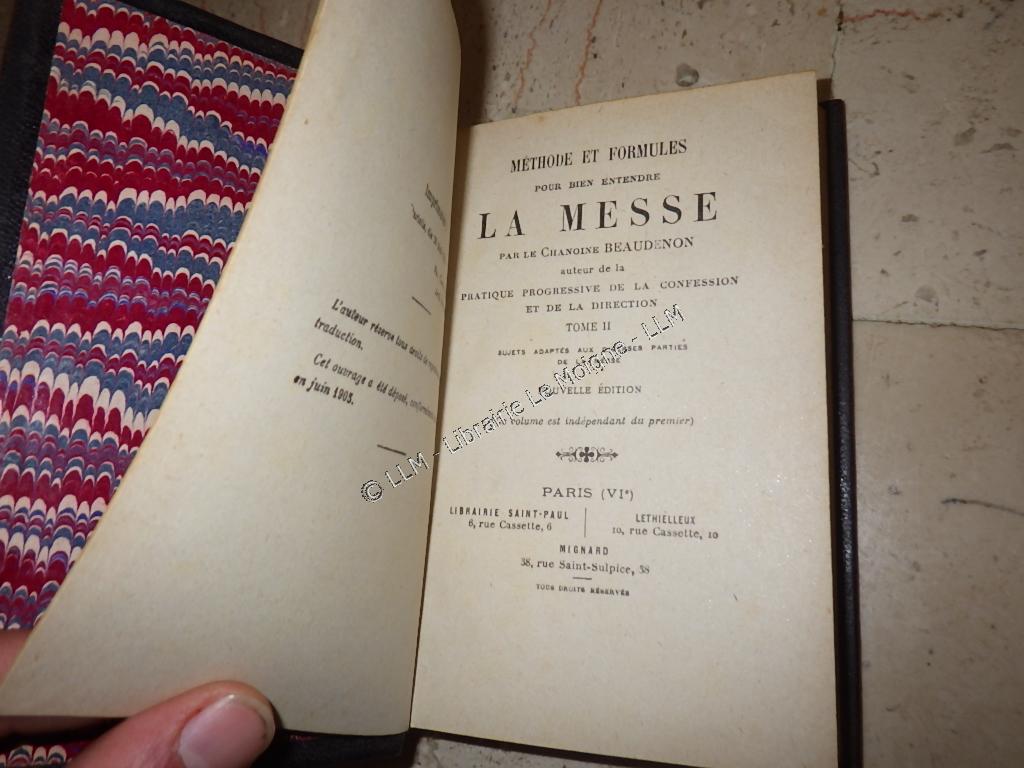 L'auteur réserve tous droits de
traduction.
Cet ouvrage a été déposé,
en juin 1905.
MÉTHODE ET FORMULES
POUR BIEN ENTENDRE
LA MESSE
PAR LE CHANOINE BEAUDENON
auteur de la
PRATIQUE PROGRESSIVE DE LA CONFESSION
ET DE LA DIRECTION
TOME II
SUJETS ADAPTÉS AUX PARTIES
DE
NOUVELLE ÉDITION
volume est indépendant du premier)
PARIS (VIe)
LIBRAIRIE SAINT-PAUL
6, rue Cassette, 6
LETHIELLEUX
10, rue Cassette, 10
MIGNARD
38, rue Saint-Sulpice, 38
TOUS DROITS RÉSERVÉS
© LLM - Librairie Le Moigne - LLM